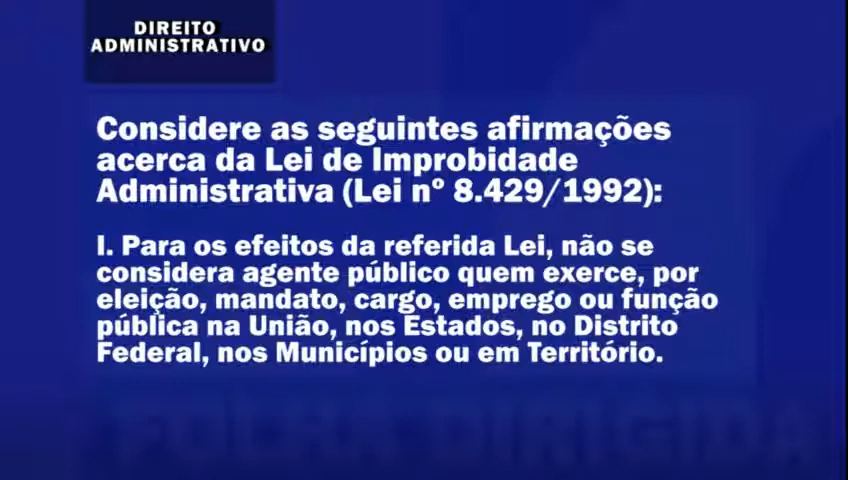 DIREITO
ADMINISTRATIVO
Considere as seguintes afirmações
acerca da Lei de Improbidade
Administrativa (Lei nº 8.429/1992):
I. Para os efeitos da referida Lei, não se
considera agente público quem exerce, por
eleição, mandato, cargo, emprego ou função
pública na União, nos Estados, no Distrito
Federal, nos Municípios ou em Território.
FOLHA DIRIGIDA